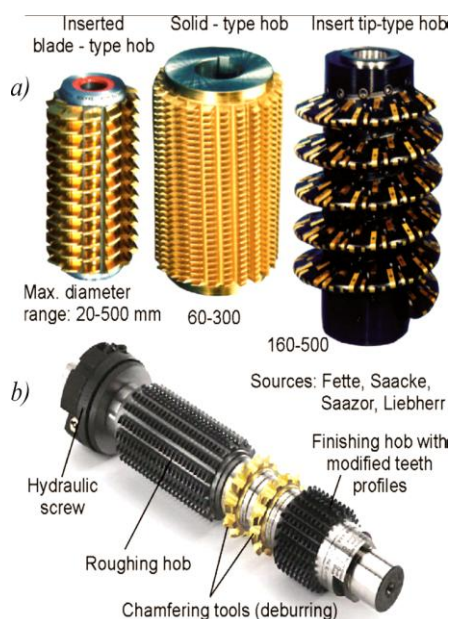 Inserted
blade - type hob
Solid - type hob
Insert tip-type hob
a)
Max. diameter
range: 20-500 mm
60-300
160-500
Sources: Fette, Saacke,
Saazor, Liebherr
b)
Finishing hob with
modified teeth
profiles
Hydraulic
screw
Roughing hob
Chamfering tools (deburring)